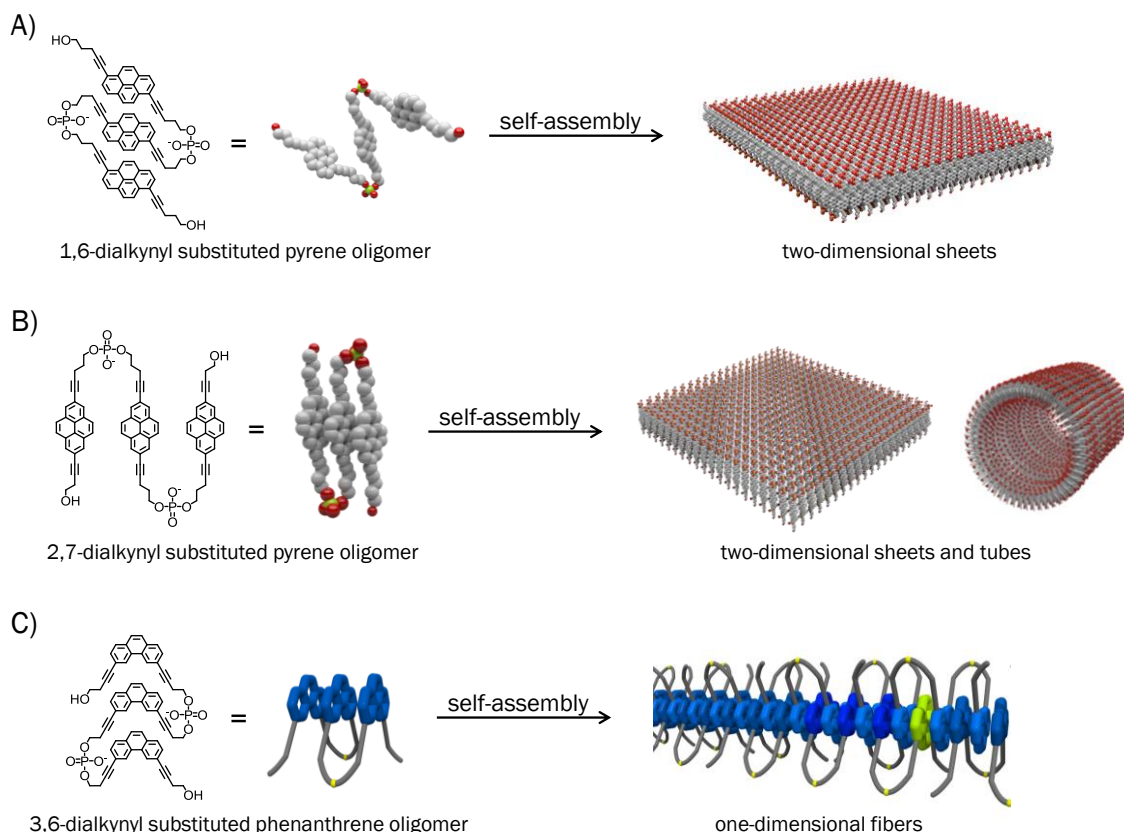 A)
HO
O
O
P
O
O⁻
O
P
O
O⁻
O
OH
=
self-assembly
1,6-dialkynyl substituted pyrene oligomer
two-dimensional sheets
B)
O
O
P
O
O⁻
OH
OH
O
O⁻
P
O
O
=
self-assembly
2,7-dialkynyl substituted pyrene oligomer
two-dimensional sheets and tubes
C)
HO
O
O⁻
P
O
O
O
O
P
O⁻
O
OH
=
self-assembly
3,6-dialkynyl substituted phenanthrene oligomer
one-dimensional fibers